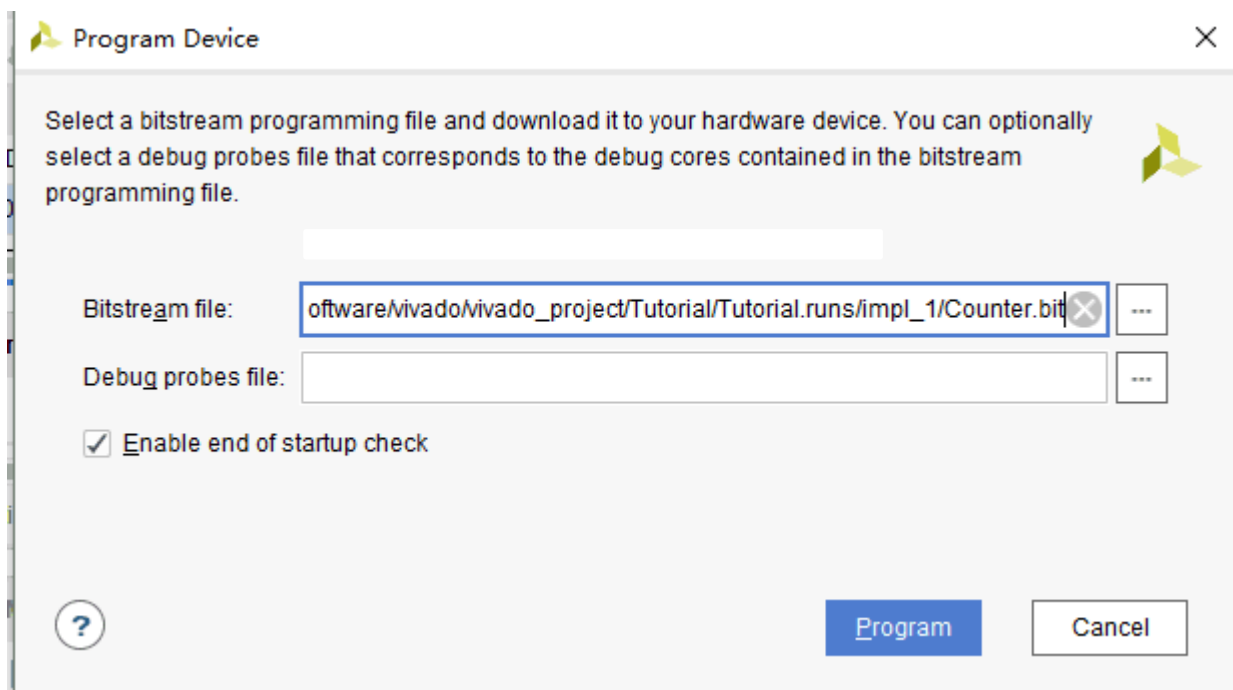 Program Device
Select a bitstream programming file and download it to your hardware device. You can optionally
select a debug probes file that corresponds to the debug cores contained in the bitstream
programming file.
Bitstream file: oftware/vivado/vivado_project/Tutorial/Tutorial.runs/impl_1/Counter.bit ...
Debug probes file: ...
Enable end of startup check
? Program Cancel